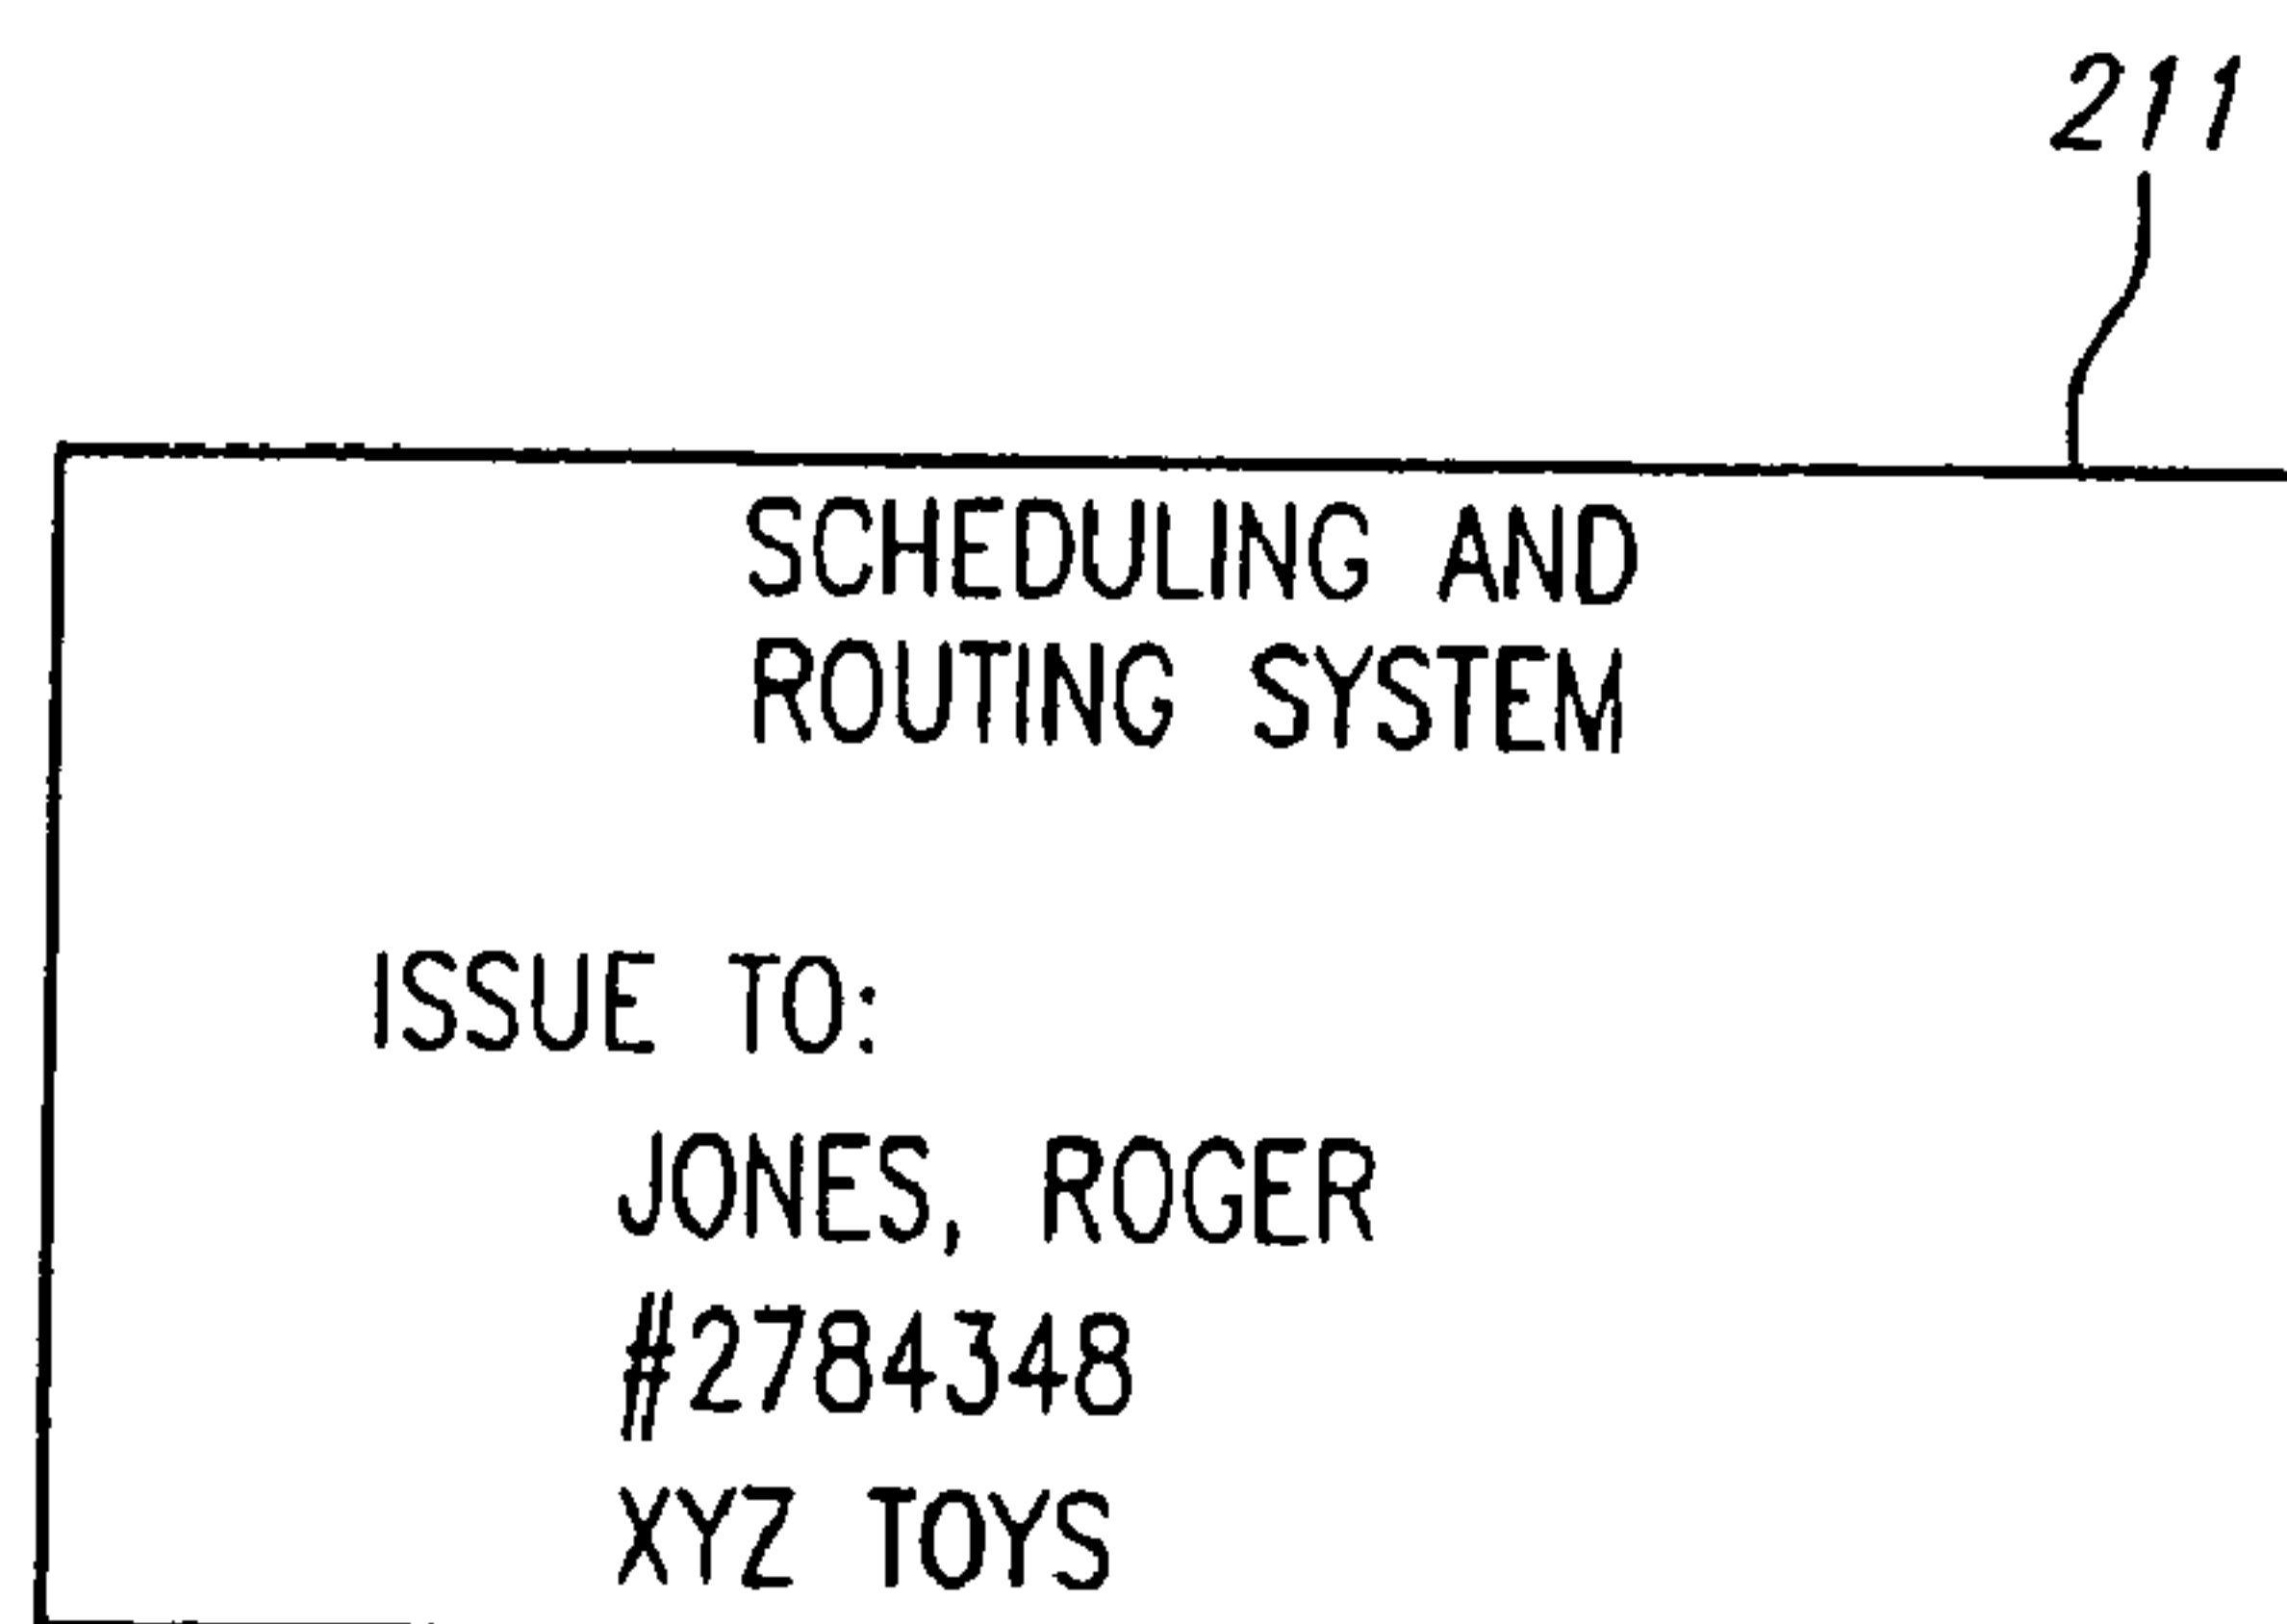 211
SCHEDULING AND
ROUTING SYSTEM
ISSUE TO:
JONES, ROGER
#2784348
XYZ TOYS